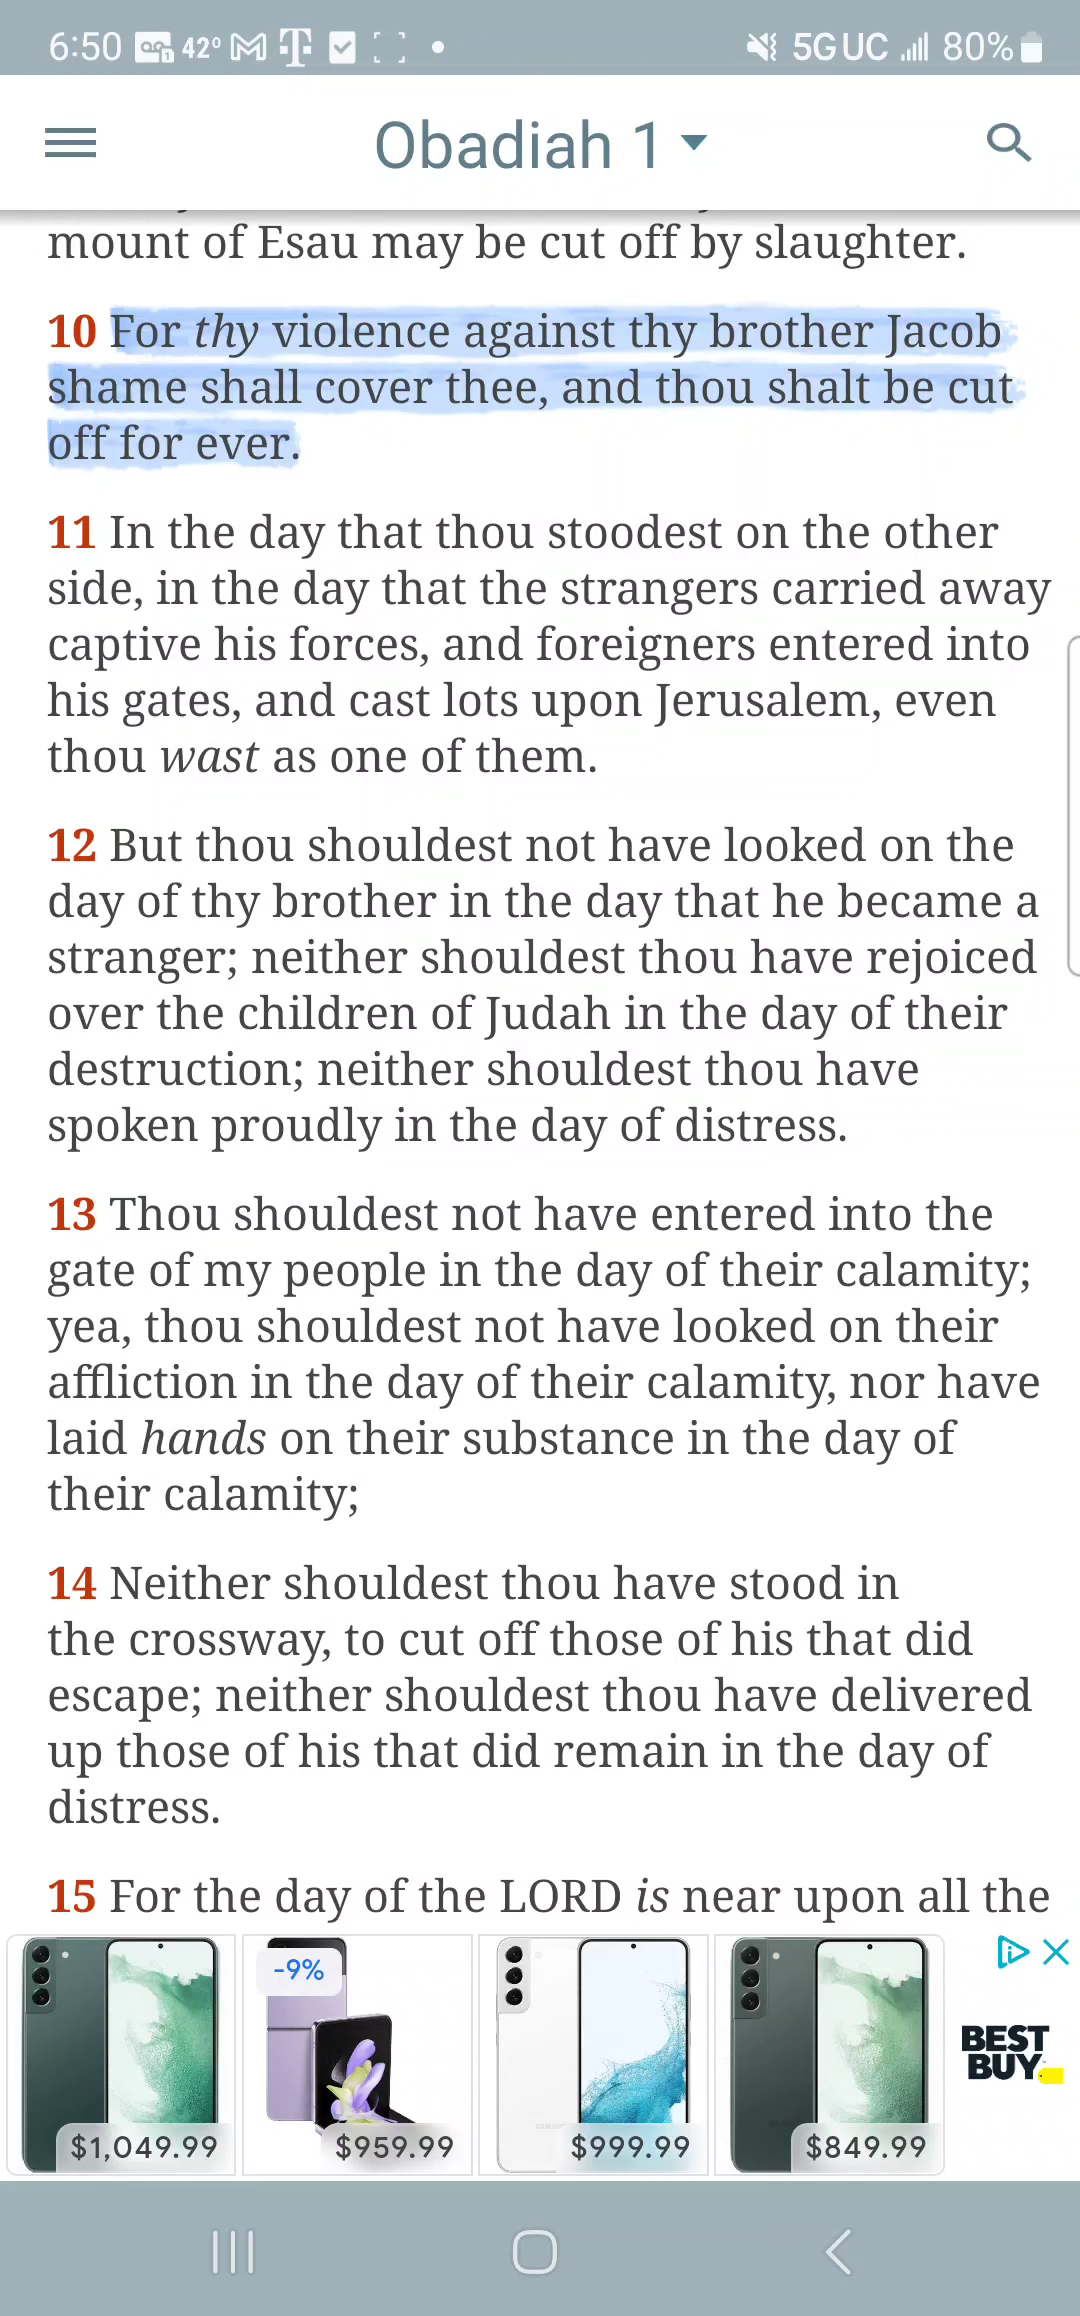 6:50 42° 5G UC 80%
Obadiah 1
mount of Esau may be cut off by slaughter.
10 For thy violence against thy brother Jacob
shame shall cover thee, and thou shalt be cut
off for ever.
11 In the day that thou stoodest on the other
side, in the day that the strangers carried away
captive his forces, and foreigners entered into
his gates, and cast lots upon Jerusalem, even
thou wast as one of them.
12 But thou shouldest not have looked on the
day of thy brother in the day that he became a
stranger; neither shouldest thou have rejoiced
over the children of Judah in the day of their
destruction; neither shouldest thou have
spoken proudly in the day of distress.
13 Thou shouldest not have entered into the
gate of my people in the day of their calamity;
yea, thou shouldest not have looked on their
affliction in the day of their calamity, nor have
laid hands on their substance in the day of
their calamity;
14 Neither shouldest thou have stood in
the crossway, to cut off those of his that did
escape; neither shouldest thou have delivered
up those of his that did remain in the day of
distress.
15 For the day of the LORD is near upon all the
-9%
BEST
BUY
$1,049.99 $959.99 $999.99 $849.99